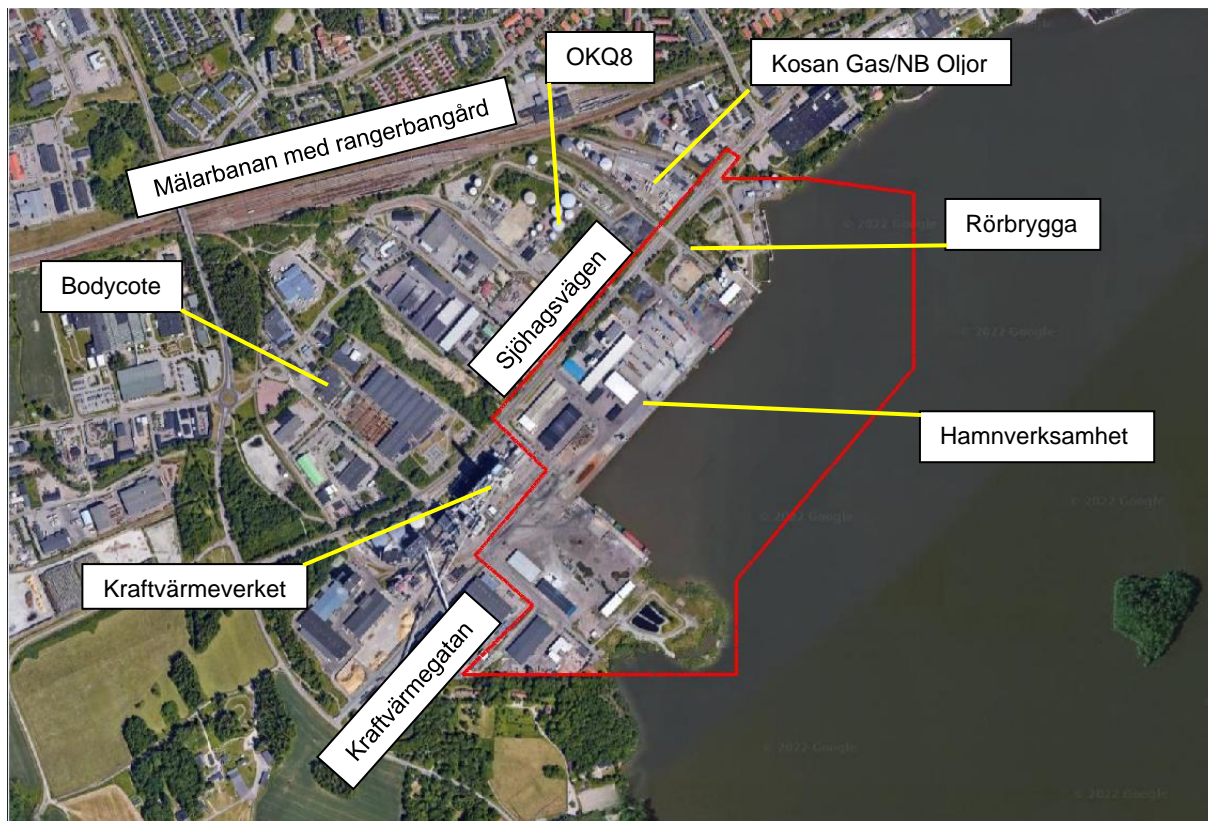 OKQ8
Kosan Gas/NB Oljor
Mälarbanan med rangerbangård
© 2022 Google
Rörbrygga
Bodycote
Sjöhagsvägen
© 2022 Google
Hamnverksamhet
© 2022 Google
© 2022 Google
Kraftvärmeverket
Kraftvärmegatan
© 2022 Google
© 2022 Google